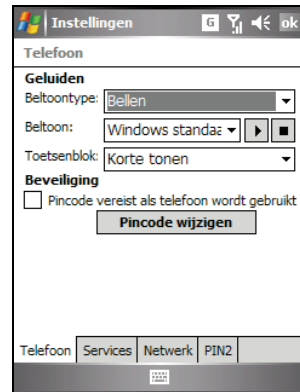 Instellingen G ok
Telefoon
Geluiden
Beltoontype: Bellen
Beltoon: Windows standaa
Toetsenblok: Korte tonen
Beveiliging
Pincode vereist als telefoon wordt gebruikt
Pincode wijzigen
Telefoon Services Netwerk PIN2